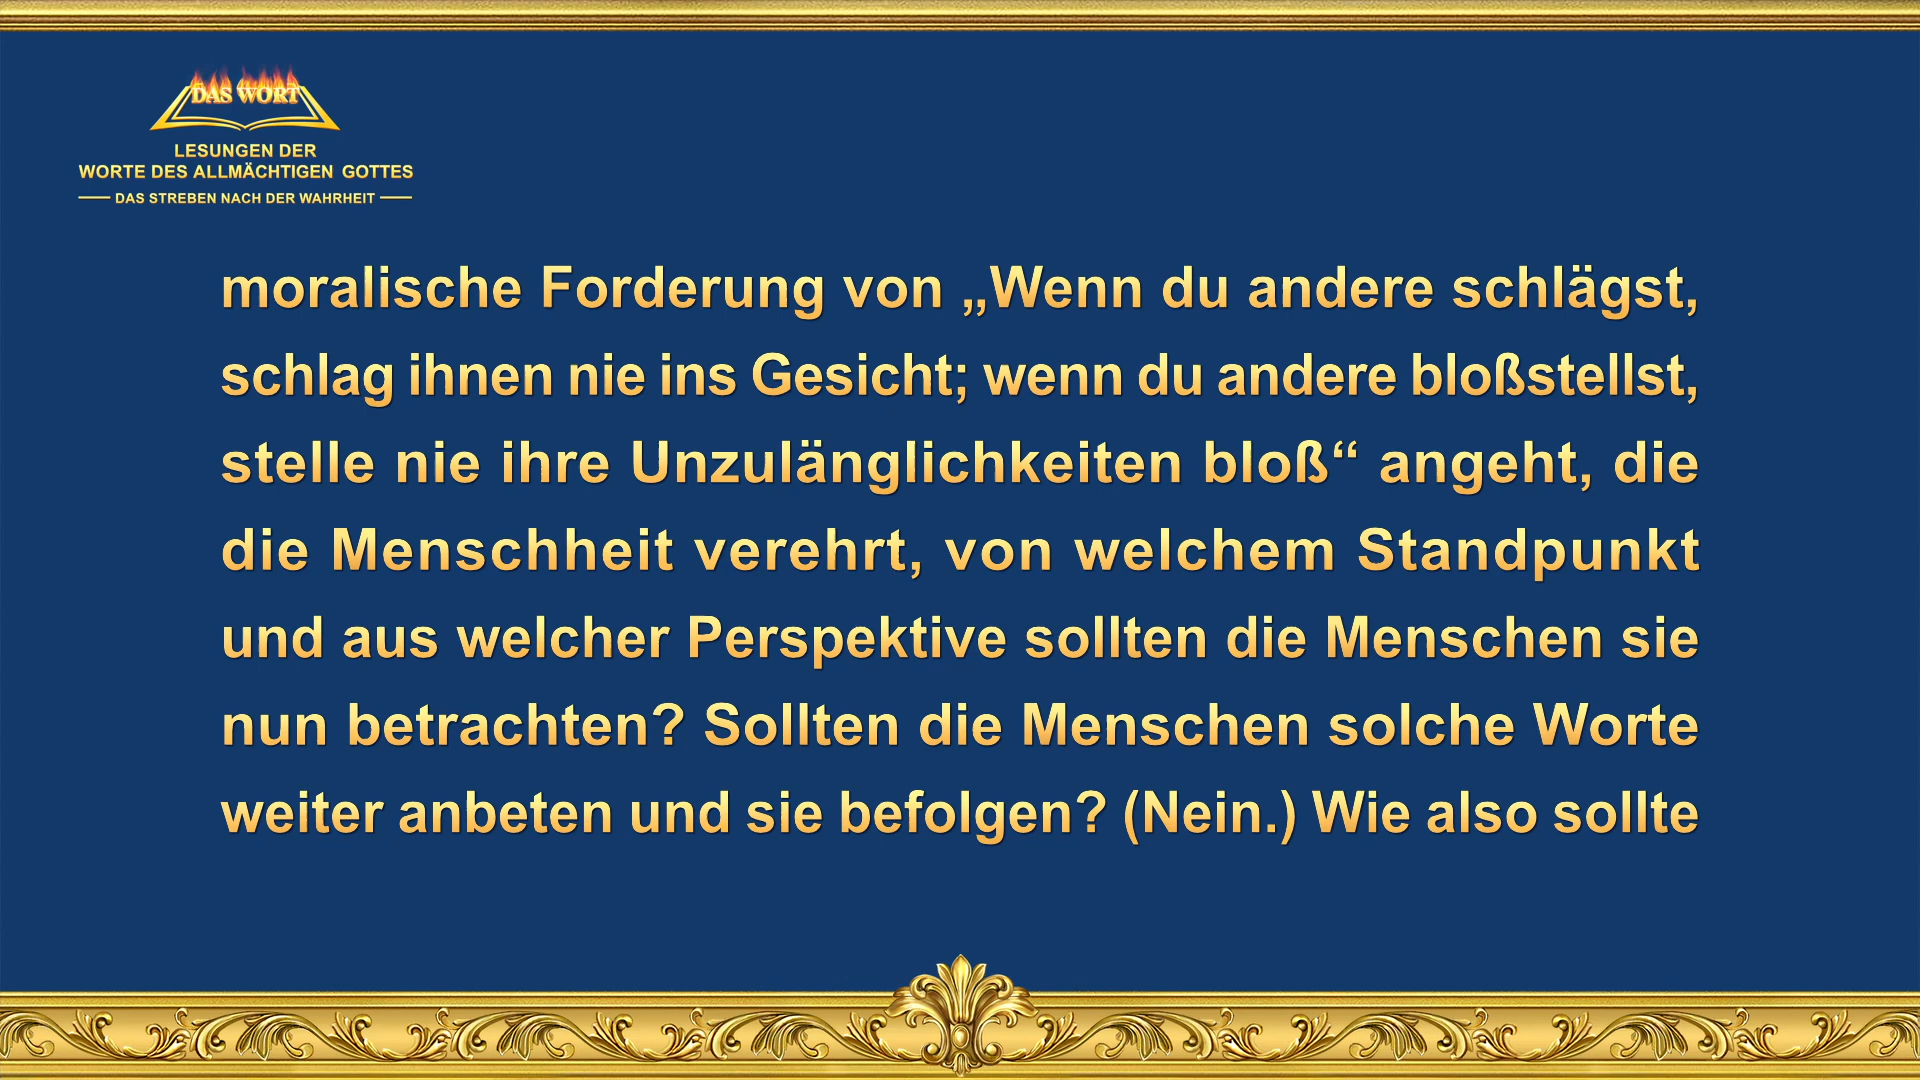 DAS WORT
LESUNGEN DER
WORTE DES ALLMÄCHTIGEN GOTTES
DAS STREBEN NACH DER WAHRHEIT
moralische Forderung von „Wenn du andere schlägst,
schlag ihnen nie ins Gesicht; wenn du andere bloßstellst,
stelle nie ihre Unzulänglichkeiten bloß“ angeht, die
die Menschheit verehrt, von welchem Standpunkt
und aus welcher Perspektive sollten die Menschen sie
nun betrachten? Sollten die Menschen solche Worte
weiter anbeten und sie befolgen? (Nein.) Wie also sollte